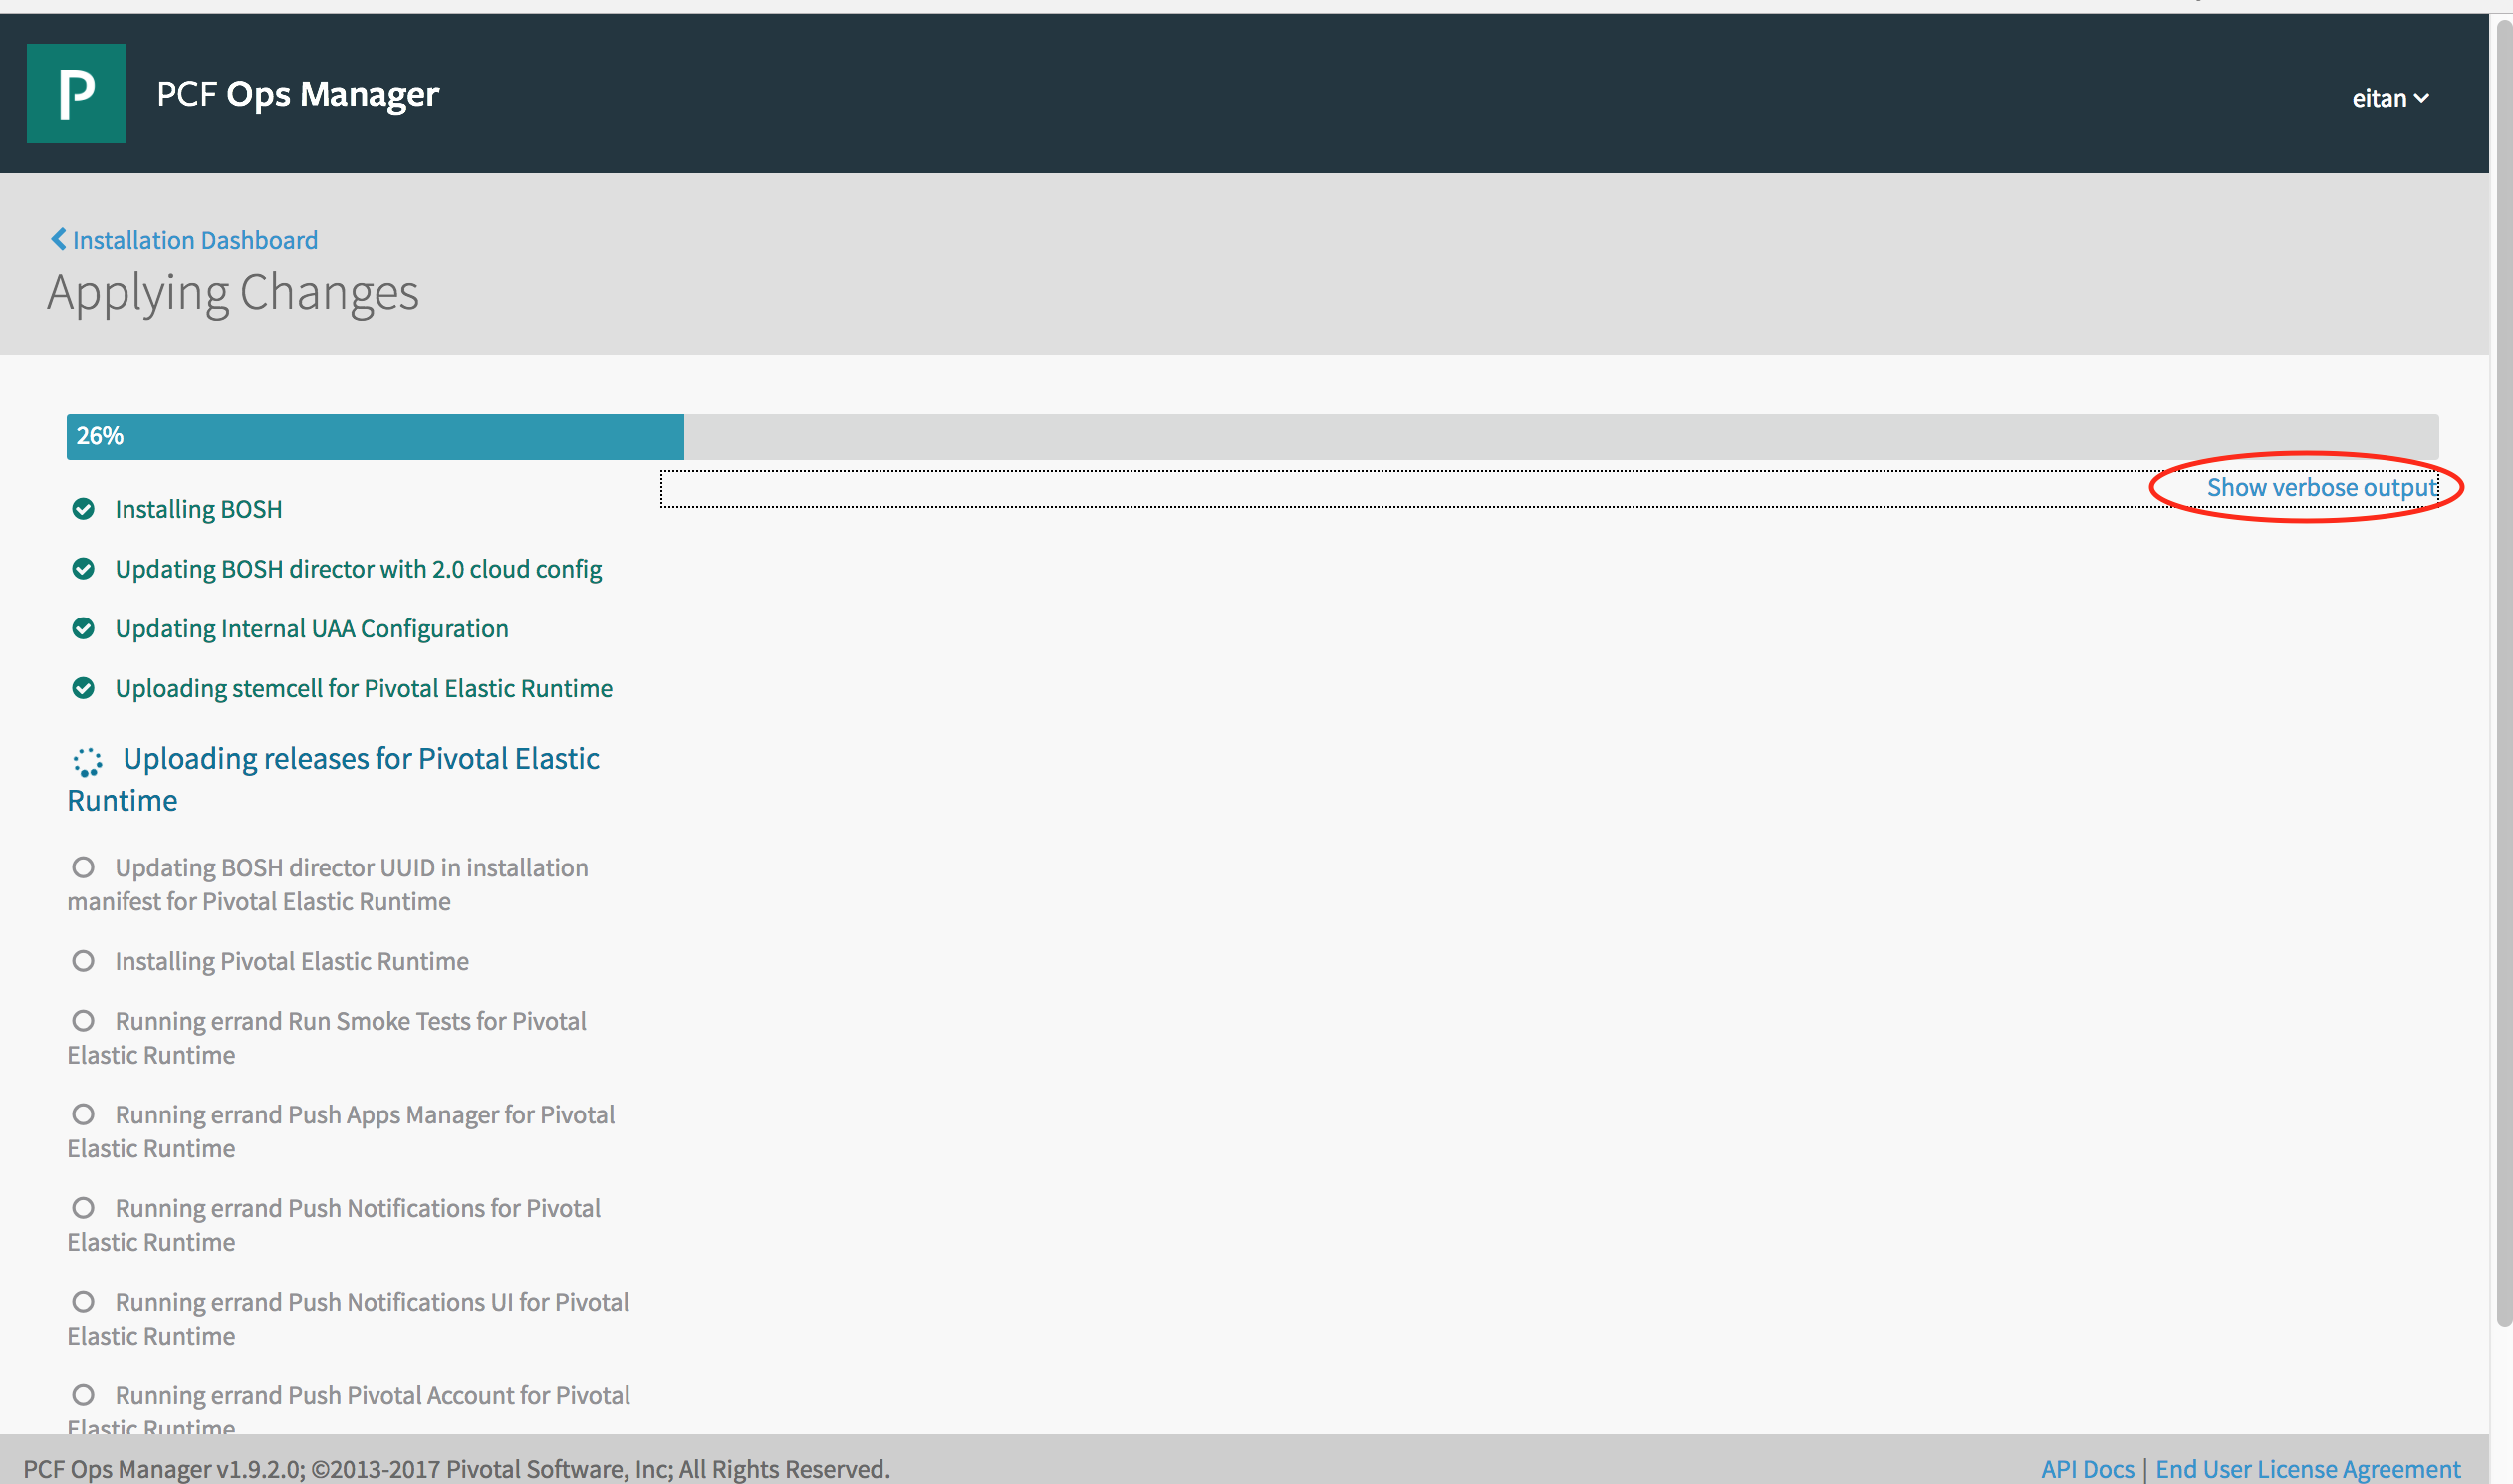 P
PCF Ops Manager
eitan
Installation Dashboard
Applying Changes
26%
Show verbose output
Installing BOSH
Updating BOSH director with 2.0 cloud config
Updating Internal UAA Configuration
Uploading stemcell for Pivotal Elastic Runtime
Uploading releases for Pivotal Elastic
Runtime
Updating BOSH director UUID in installation
manifest for Pivotal Elastic Runtime
Installing Pivotal Elastic Runtime
Running errand Run Smoke Tests for Pivotal
Elastic Runtime
Running errand Push Apps Manager for Pivotal
Elastic Runtime
Running errand Push Notifications for Pivotal
Elastic Runtime
Running errand Push Notifications UI for Pivotal
Elastic Runtime
Running errand Push Pivotal Account for Pivotal
Elastic Runtime
PCF Ops Manager v1.9.2.0; ©2013-2017 Pivotal Software, Inc; All Rights Reserved.
API Docs | End User License Agreement